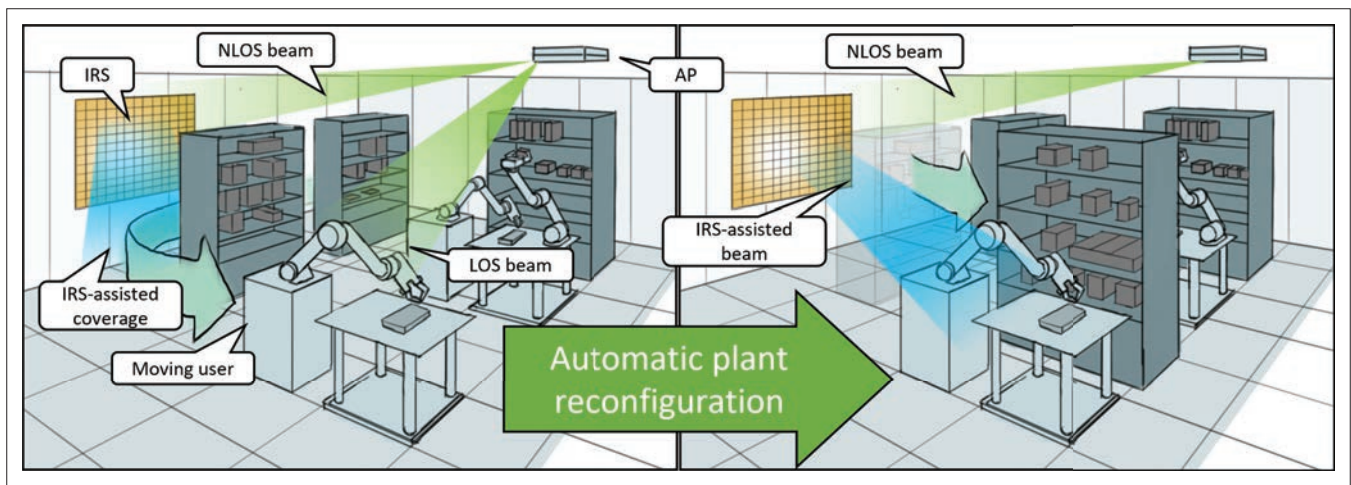 NLOS beam
IRS
AP
LOS beam
IRS-assisted
coverage
Moving user
NLOS beam
IRS-assisted
beam
Automatic plant
reconfiguration